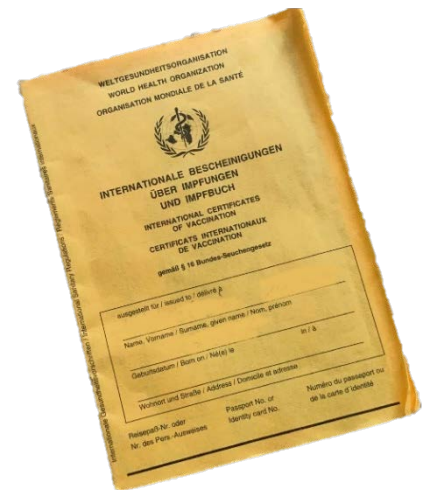 WELTGESUNDHEITSORGANISATION
WORLD HEALTH ORGANIZATION
ORGANISATION MONDIALE DE LA SANTÉ
INTERNATIONALE BESCHEINIGUNGEN
ÜBER IMPFUNGEN
UND IMPFBUCH
INTERNATIONAL CERTIFICATES
OF VACCINATION
CERTIFICATS INTERNATIONAUX
DE VACCINATION
gemäß § 16 Bundes-Seuchengesetz
ausgestellt für / issued to / délivré à
Name, Vorname / Surname, given name / Nom, prénom
Geburtsdatum / Born on / Né(e) le in / à
Wohnort und Straße / Address / Domicile et adresse
Reisepaß-Nr. oder
Nr. des Pers.-Ausweises
Passport No. or
Identity card No.
Numéro du passeport ou
de la carte d'identité